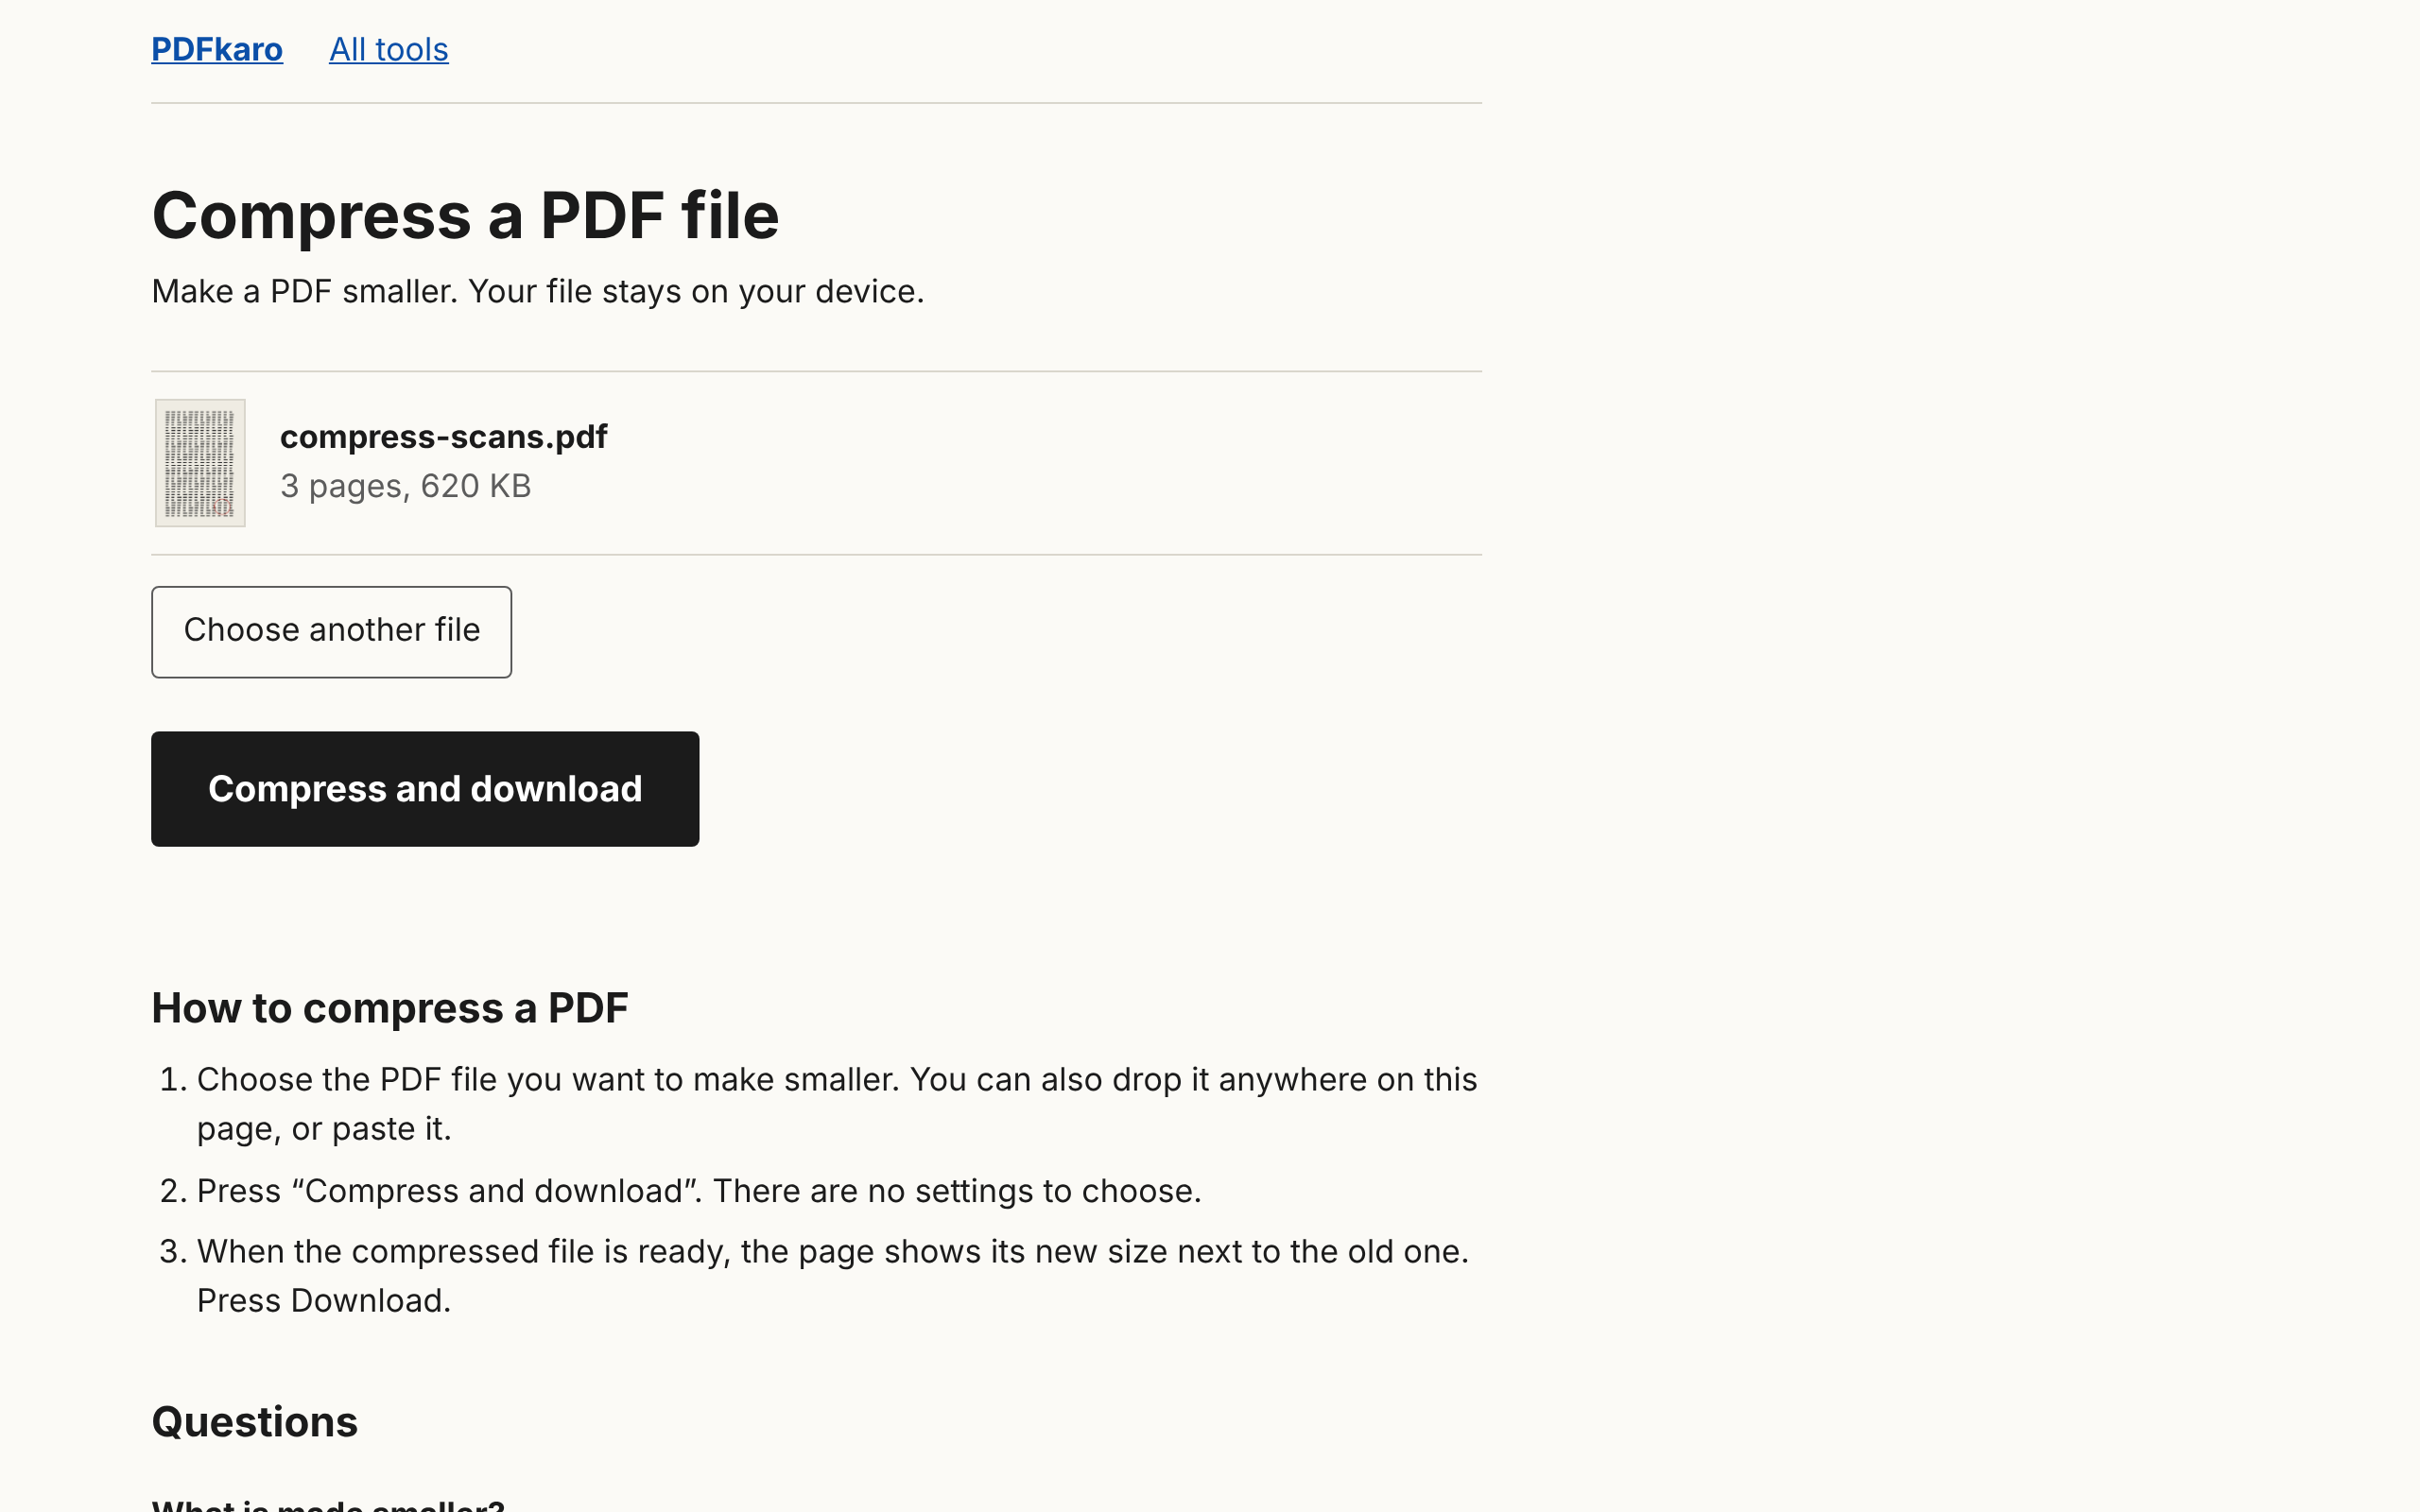 PDFkaro All tools
Compress a PDF file
Make a PDF smaller. Your file stays on your device.
compress-scans.pdf
3 pages, 620 KB
Choose another file
Compress and download
How to compress a PDF
1. Choose the PDF file you want to make smaller. You can also drop it anywhere on this
page, or paste it.
2. Press “Compress and download”. There are no settings to choose.
3. When the compressed file is ready, the page shows its new size next to the old one.
Press Download.
Questions
What is made smaller?